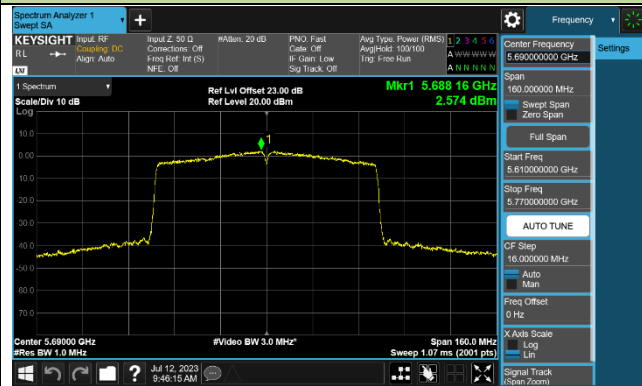 Spectrum Analyzer 1
Swept SA
Frequency
KEYSIGHT
Input: RF
Input Z: 50 Ω
#Atten: 20 dB
PNO: Fast
Avg Type: Power (RMS)
1 2 3 4 5 6
RL
Coupling: DC
Corrections: Off
Gate: Off
Avg|Hold: 100/100
A W W W W W
Align: Auto
Freq Ref: Int (S)
IF Gain: Low
Trig: Free Run
NFE: Off
Sig Track: Off
A N N N N N
LXI
1 Spectrum
Scale/Div 10 dB
Ref Lvl Offset 23.00 dB
Ref Level 20.00 dBm
Mkr1 5.688 16 GHz
2.574 dBm
Log
10.0
0.00
-10.0
-20.0
-30.0
-40.0
-50.0
-60.0
-70.0
1
Center 5.69000 GHz
#Res BW 1.0 MHz
#Video BW 3.0 MHz*
Span 160.0 MHz
Sweep 1.07 ms (2001 pts)
Jul 12, 2023
9:46:15 AM
Center Frequency
5.690000000 GHz
Span
160.000000 MHz
Swept Span
Zero Span
Full Span
Start Freq
5.610000000 GHz
Stop Freq
5.770000000 GHz
AUTO TUNE
CF Step
16.000000 MHz
Auto
Man
Freq Offset
0 Hz
X Axis Scale
Log
Lin
Signal Track
(Span Zoom)
Settings